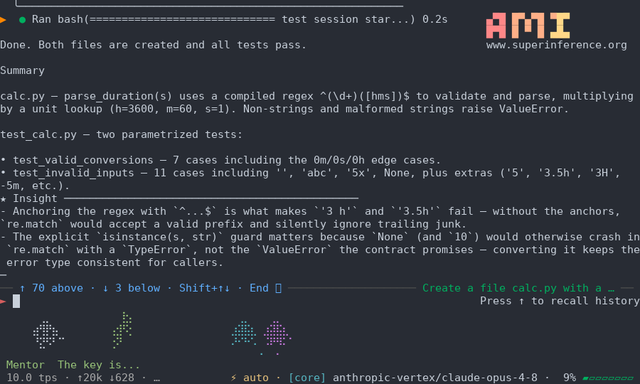 ● Ran bash(============================= test session star...) 0.2s
AMI
Done. Both files are created and all tests pass.
www.superinference.org
Summary
calc.py — parse_duration(s) uses a compiled regex ^(\d+)([hms])$ to validate and parse, multiplying
by a unit lookup (h=3600, m=60, s=1). Non-strings and malformed strings raise ValueError.
test_calc.py — two parametrized tests:
• test_valid_conversions — 7 cases including the 0m/0s/0h edge cases.
• test_invalid_inputs — 11 cases including '', 'abc', '5x', None, plus extras ('5', '3.5h', '3H',
-5m, etc.).
★ Insight
- Anchoring the regex with `^...$` is what makes `'3 h'` and `'3.5h'` fail — without the anchors,
`re.match` would accept a valid prefix and silently ignore trailing junk.
- The explicit `isinstance(s, str)` guard matters because `None` (and `10`) would otherwise crash in
`re.match` with a `TypeError`, not the `ValueError` the contract promises — converting it keeps the
error type consistent for callers.
↑ 70 above · ↓ 3 below · Shift+↑↓ · End
Create a file calc.py with a …
Press ↑ to recall history
Mentor The key is...
10.0 tps · ↑20k ↓628 · …
⚡ auto · [core] anthropic-vertex/claude-opus-4-8 · 9%